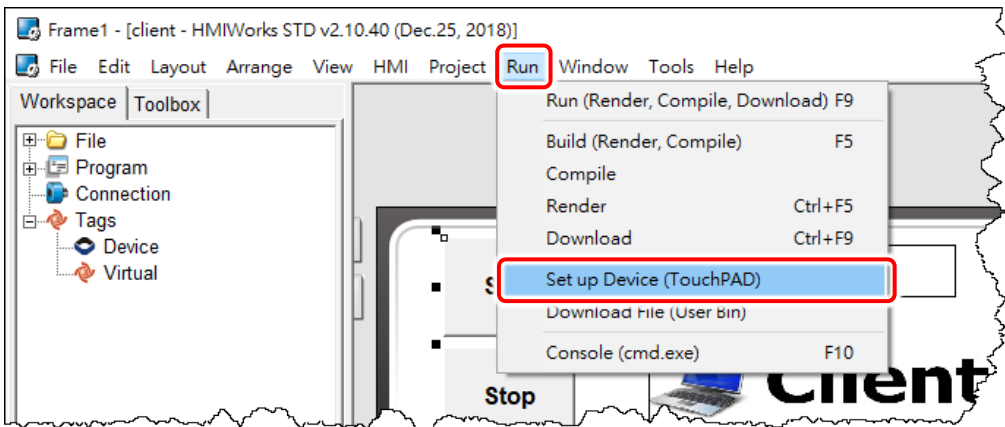 Frame1 - [client - HMIWorks STD v2.10.40 (Dec.25, 2018)]
File Edit Layout Arrange View HMI Project Run Window Tools Help
Workspace Toolbox
File
Program
Connection
Tags
Device
Virtual
Run (Render, Compile, Download) F9
Build (Render, Compile) F5
Compile
Render Ctrl+F5
Download Ctrl+F9
Set up Device (TouchPAD)
Download File (User Bin)
Console (cmd.exe) F10
S
Stop
Client